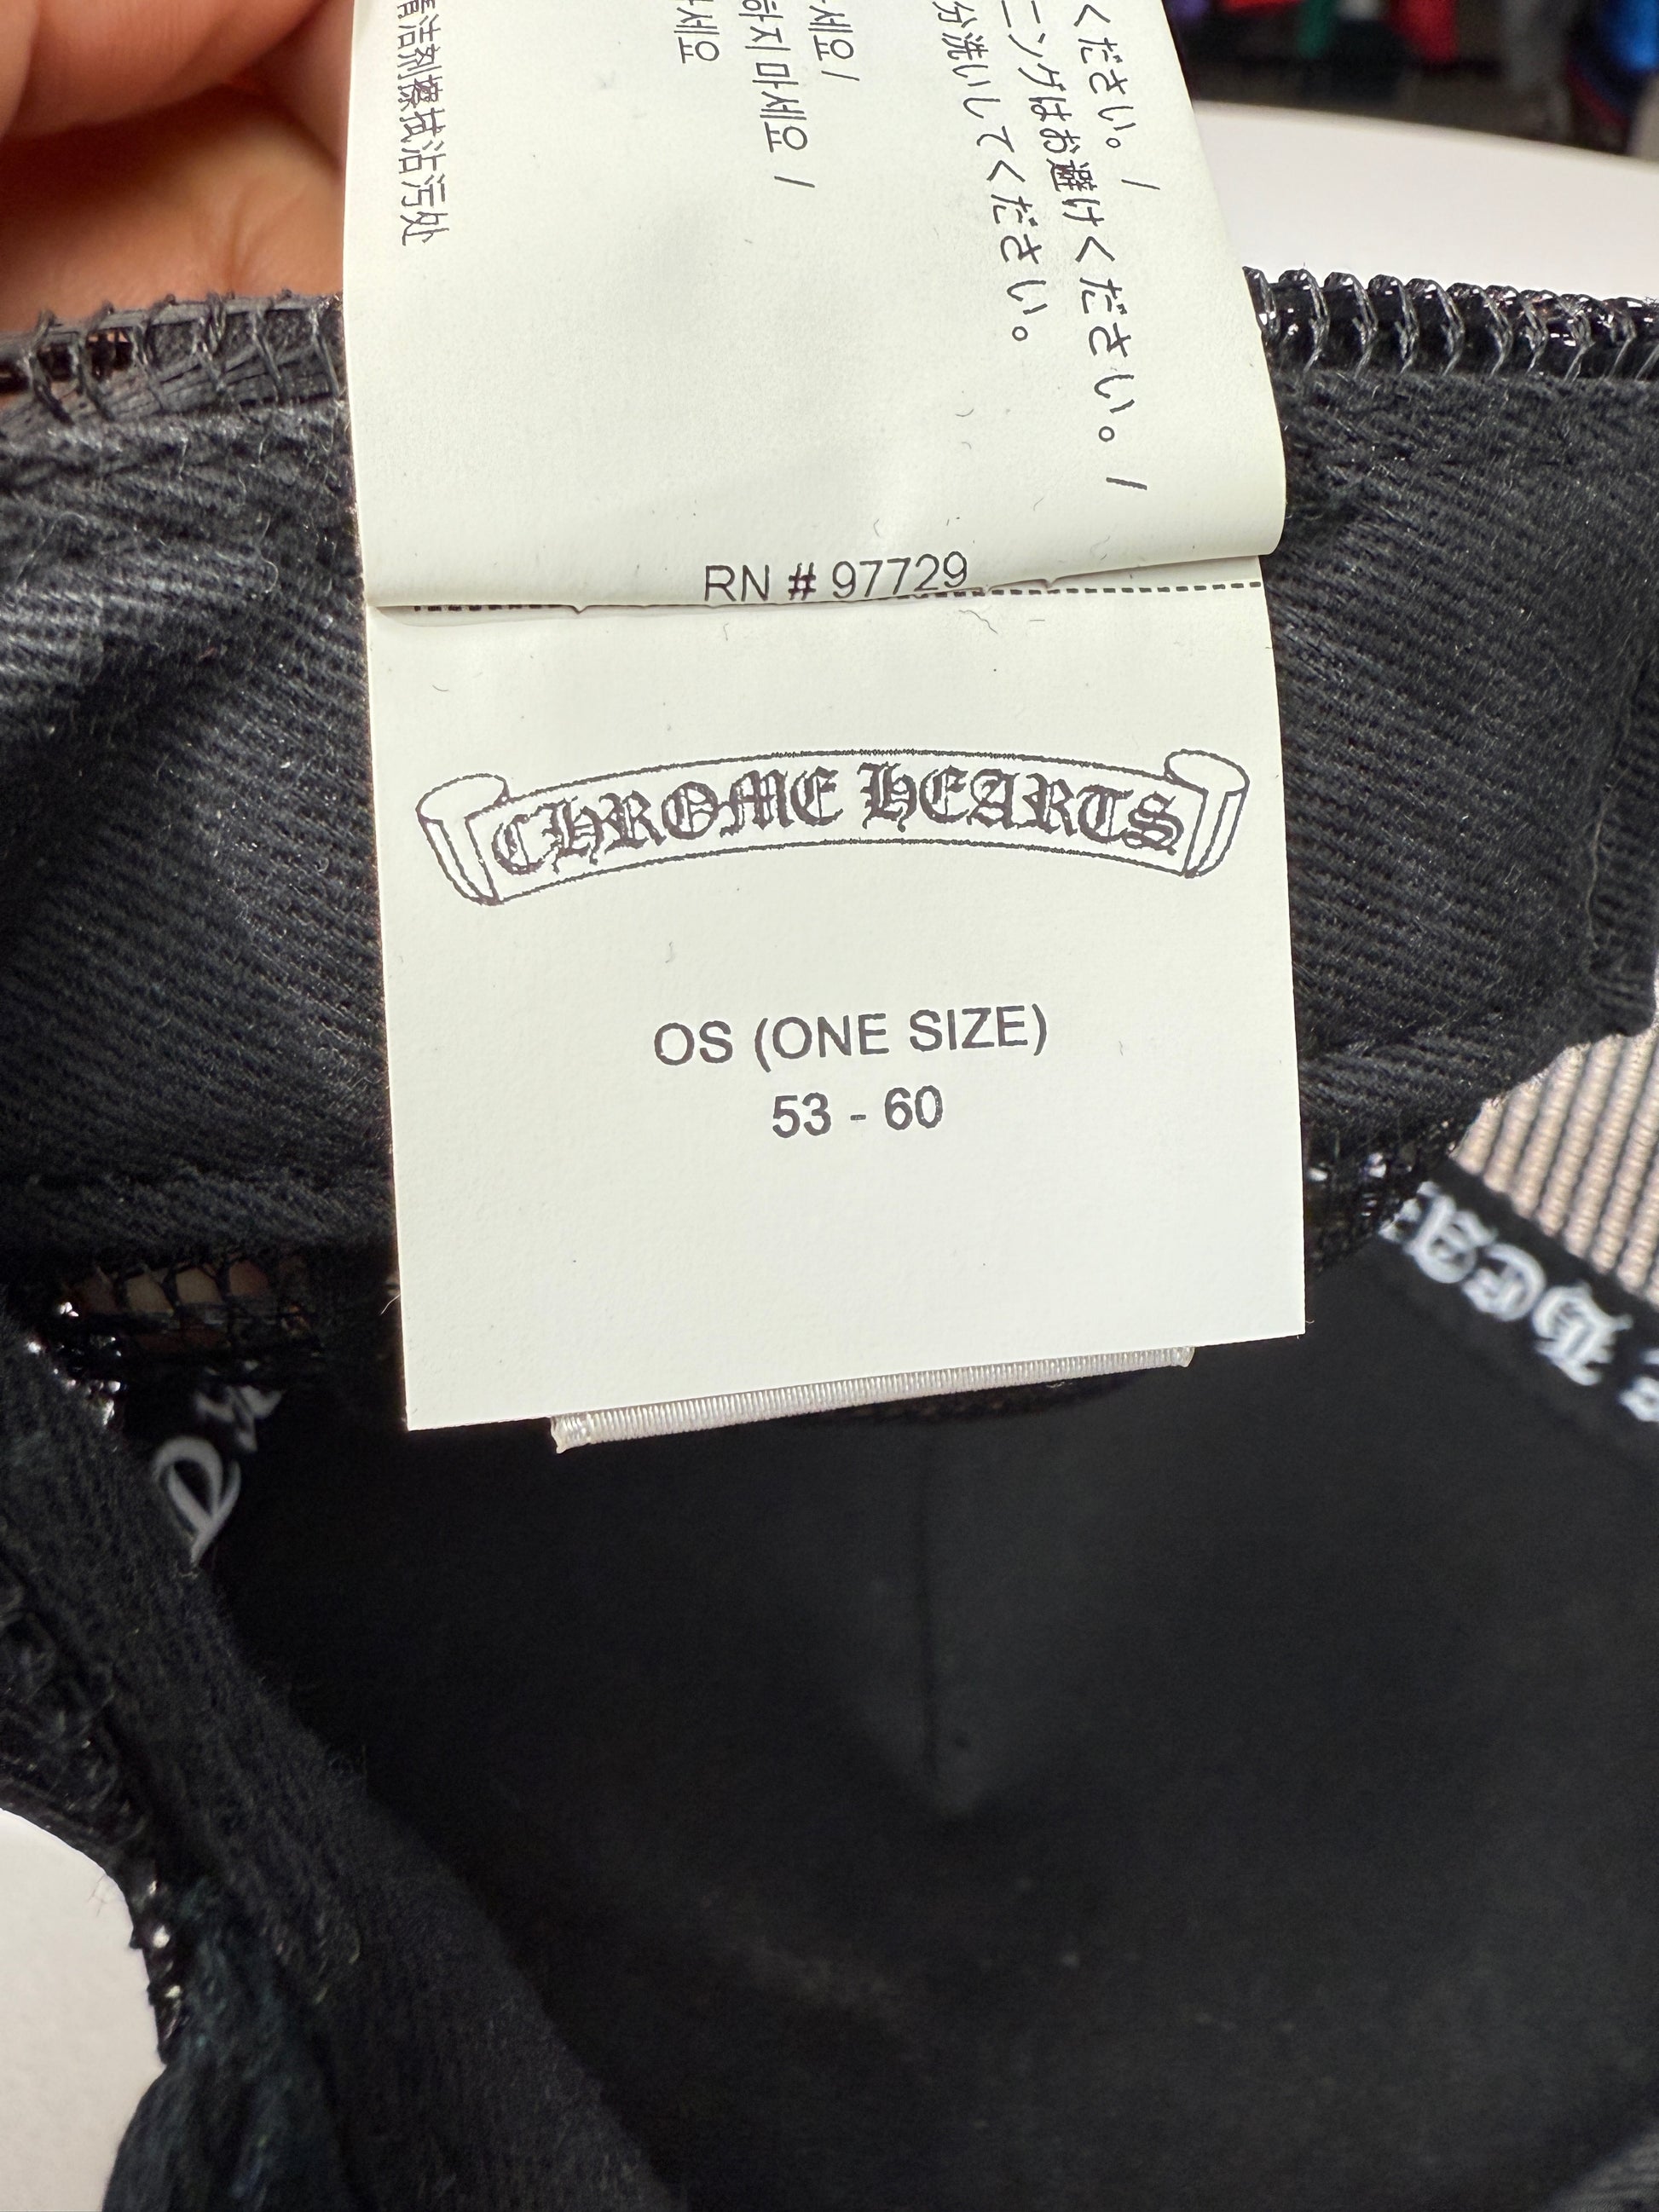 ください。/
ニングはお避けください。/
分洗いしてください。
세요 /
하지 마세요 /
세요
清洁剂擦拭沾污处
RN # 97729
CHROME HEARTS
OS (ONE SIZE)
53 - 60